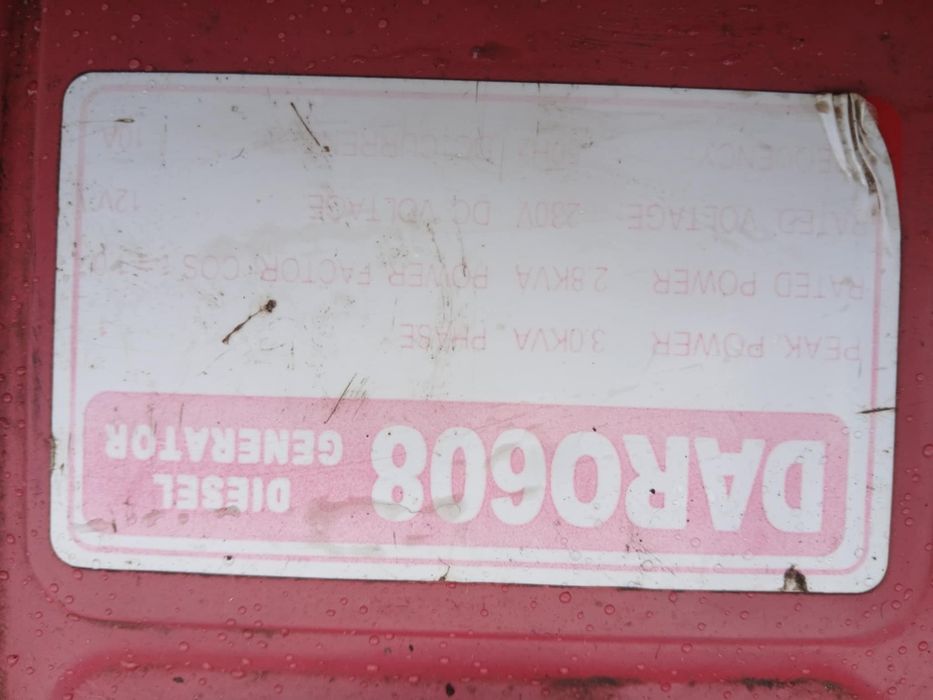 DARO608
DIESEL
GENERATOR
PEAK POWER 3.0KVA PHASE
RATED POWER 2.8KVA POWER FACTOR COS
RATED VOLTAGE 230V DC VOLTAGE 12V
DC CURRENT 10A